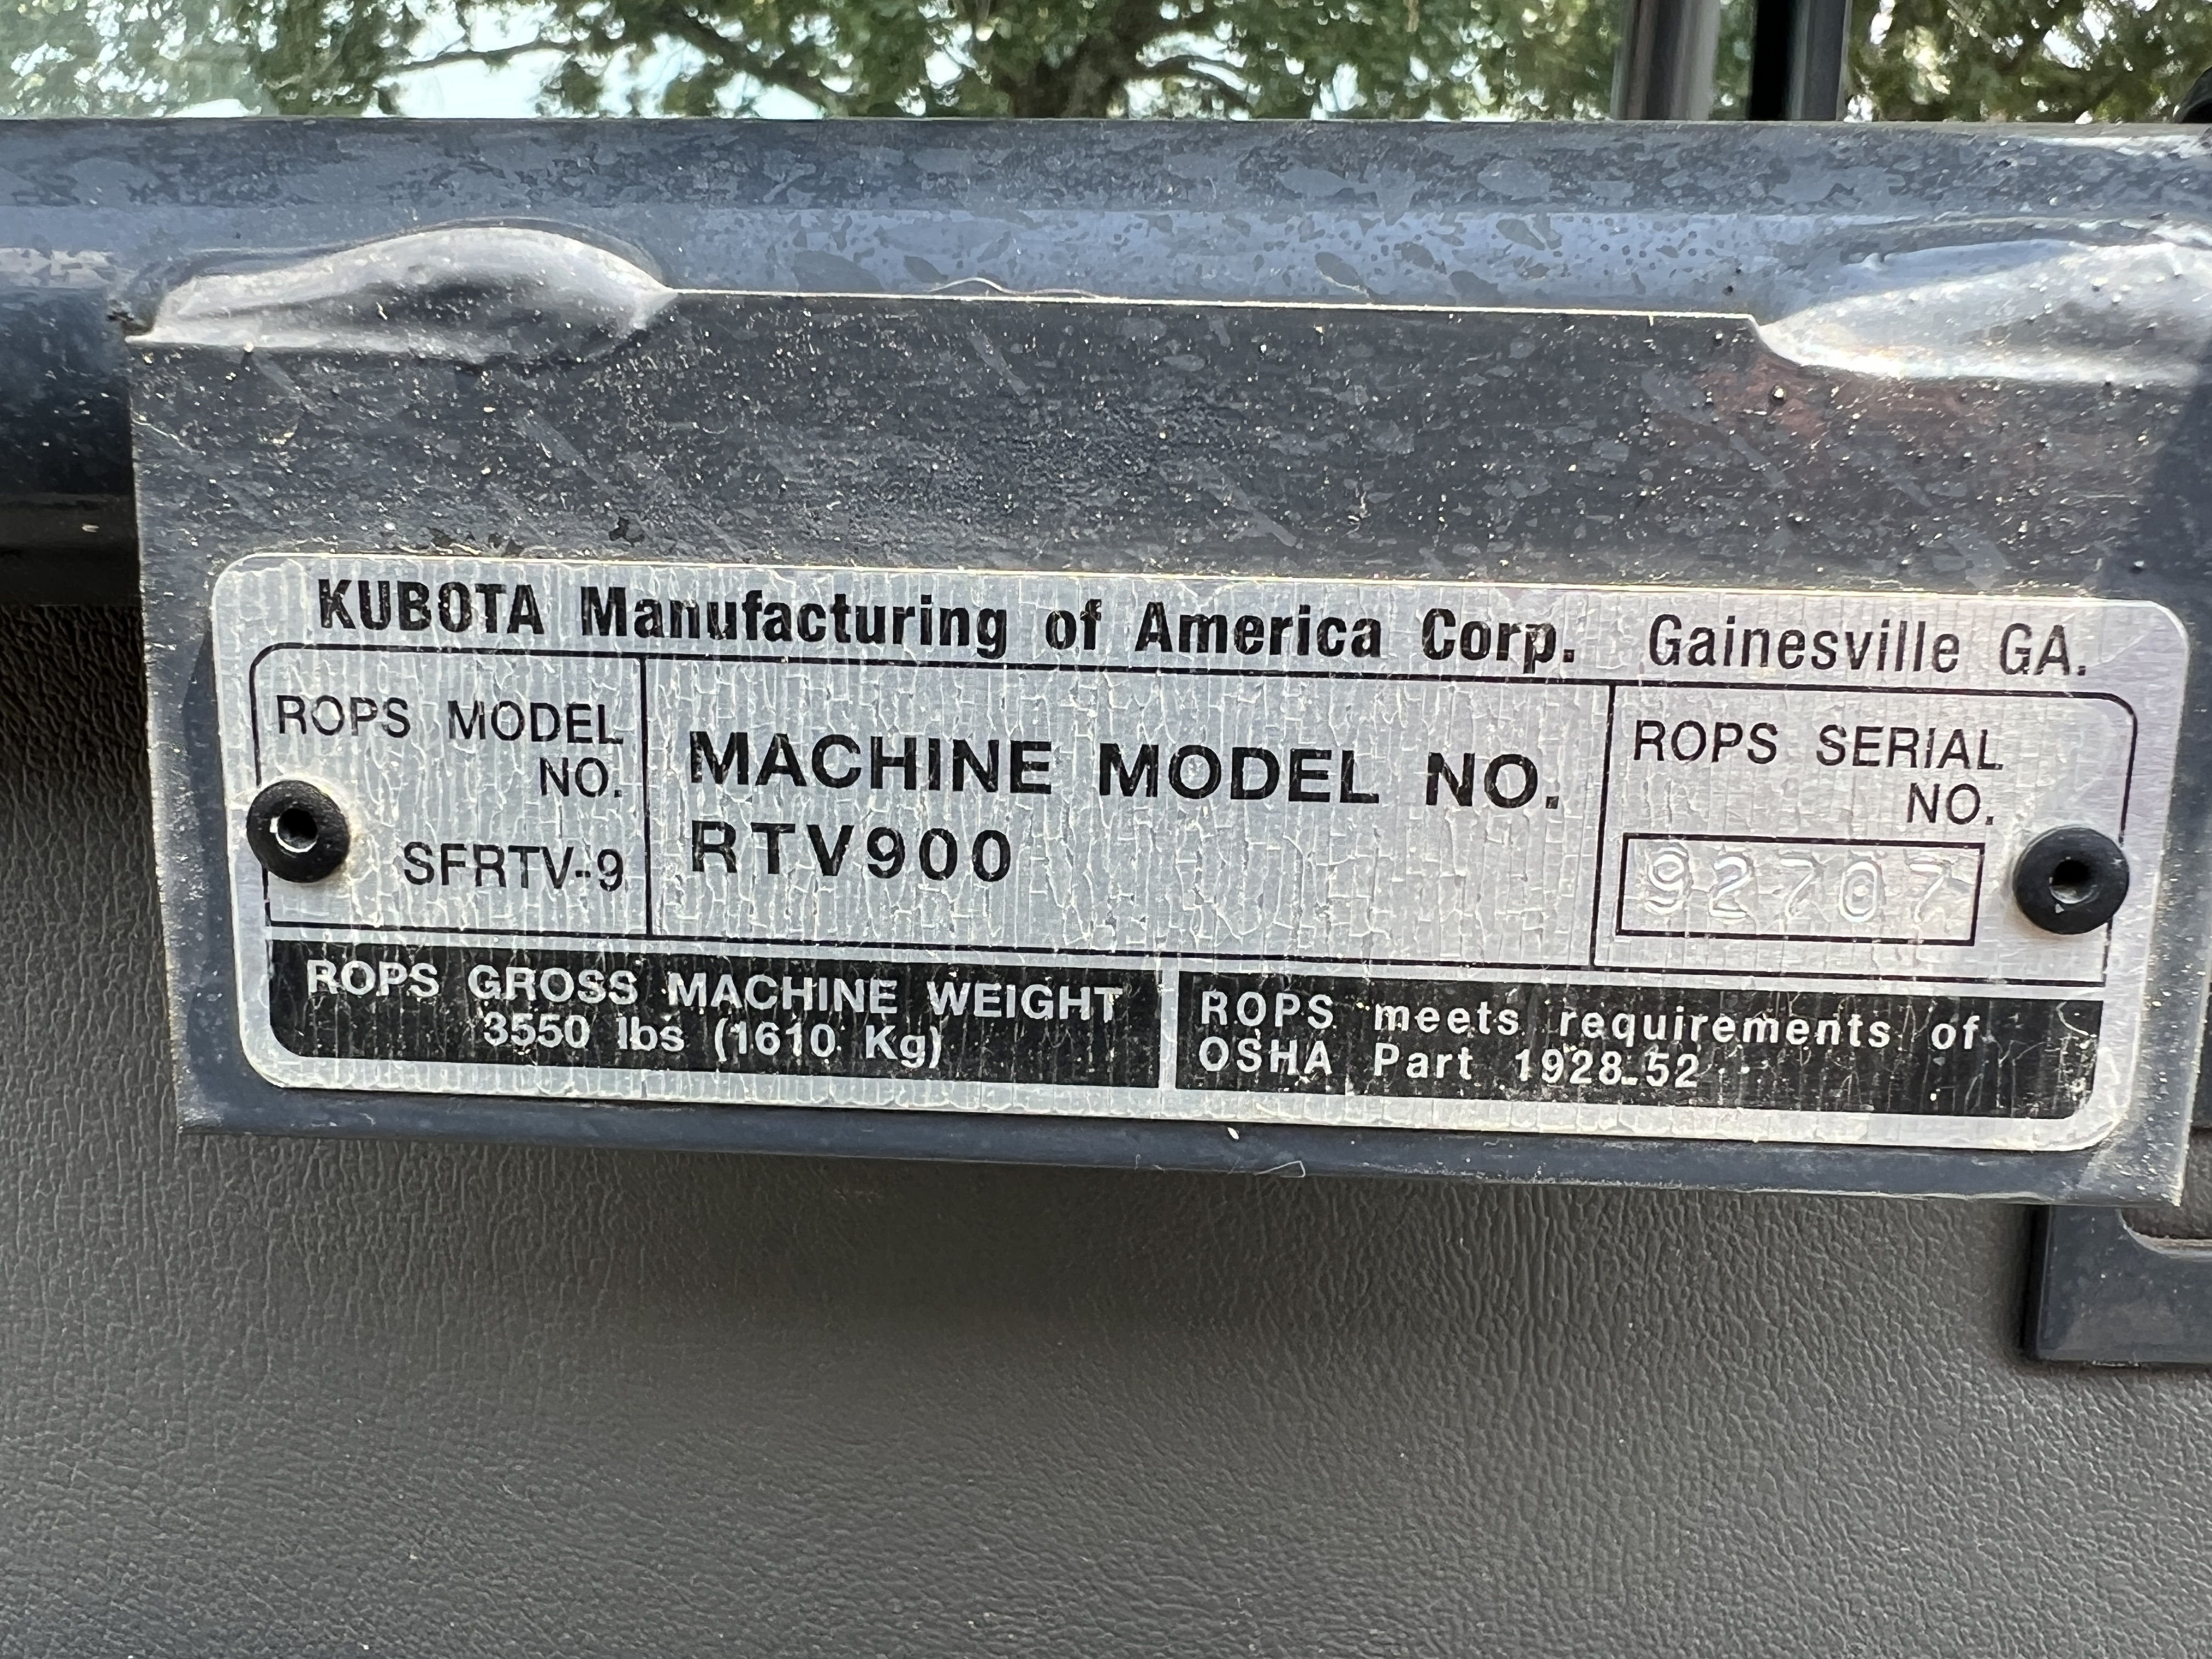 KUBOTA Manufacturing of America Corp. Gainesville GA.
ROPS MODEL
NO.
SFRTV-9
MACHINE MODEL NO.
RTV900
ROPS SERIAL
NO.
92707
ROPS GROSS MACHINE WEIGHT
3550 lbs (1610 Kg)
ROPS meets requirements of
OSHA Part 1928.52